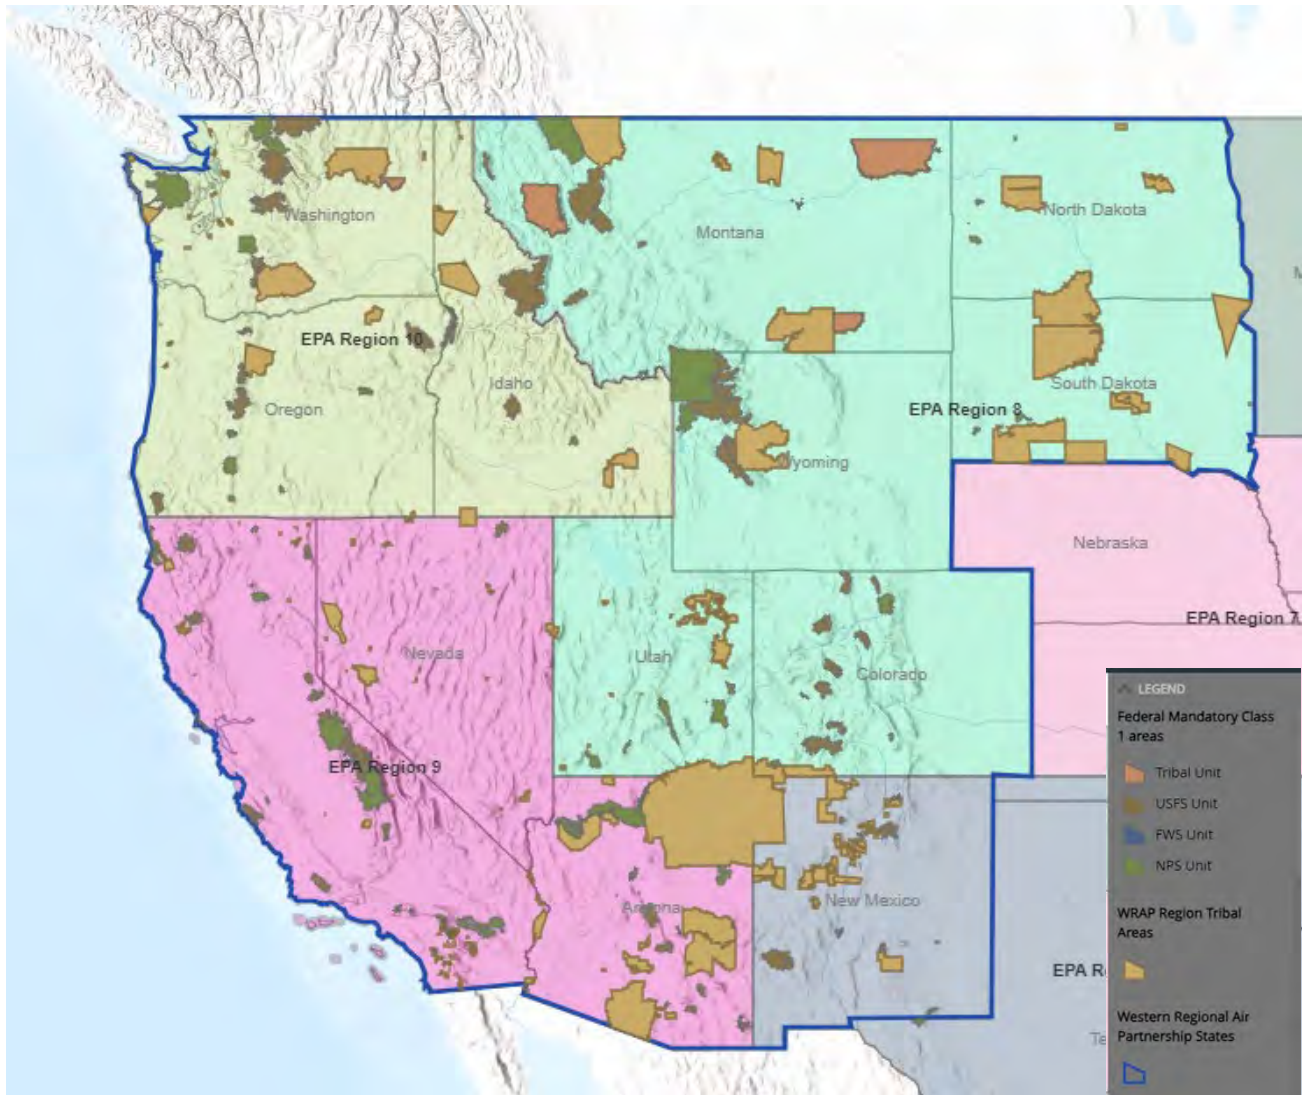 Washington
Montana
North Dakota
EPA Region 10
Idaho
Oregon
South Dakota
EPA Region 8
Wyoming
Nebraska
EPA Region 7
Nevada
Utah
Colorado
EPA Region 9
Arizona
New Mexico
EPA R
Te
M
LEGEND
Federal Mandatory Class
1 areas
Tribal Unit
USFS Unit
FWS Unit
NPS Unit
WRAP Region Tribal
Areas
Western Regional Air
Partnership States